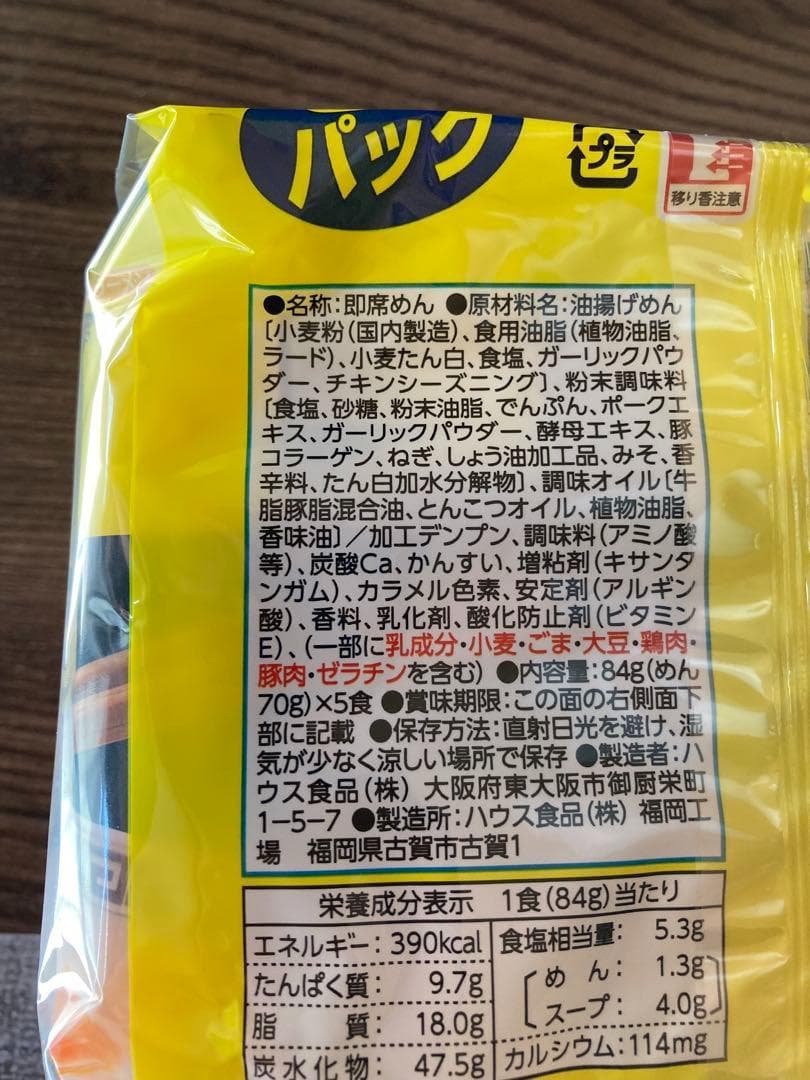 パック
プラ
移り香注意
●名称:即席めん ●原材料名:油揚げめん
〔小麦粉(国内製造)、食用油脂(植物油脂、
ラード)、小麦たん白、食塩、ガーリックパウ
ダー、チキンシーズニング〕、粉末調味料
〔食塩、砂糖、粉末油脂、でんぷん、ポークエ
キス、ガーリックパウダー、酵母エキス、豚
コラーゲン、ねぎ、しょう油加工品、みそ、香
辛料、たん白加水分解物〕、調味オイル〔牛
脂豚脂混合油、とんこつオイル、植物油脂、
香味油〕/加工デンプン、調味料(アミノ酸
等)、炭酸Ca、かんすい、増粘剤(キサンタ
ンガム)、カラメル色素、安定剤(アルギン
酸)、香料、乳化剤、酸化防止剤(ビタミン
E)、(一部に乳成分・小麦・ごま・大豆・鶏肉・
豚肉・ゼラチンを含む) ●内容量:84g(めん
70g)×5食 ●賞味期限:この面の右側面下
部に記載 ●保存方法:直射日光を避け、湿
気が少なく涼しい場所で保存 ●製造者:ハ
ウス食品(株) 大阪府東大阪市御厨栄町
1-5-7 ●製造所:ハウス食品(株) 福岡工
場 福岡県古賀市古賀1
栄養成分表示 1食(84g)当たり
エネルギー:390kcal
たんぱく質: 9.7g
脂質: 18.0g
炭水化物: 47.5g
食塩相当量: 5.3g
めん: 1.3g
スープ: 4.0g
カルシウム:114mg